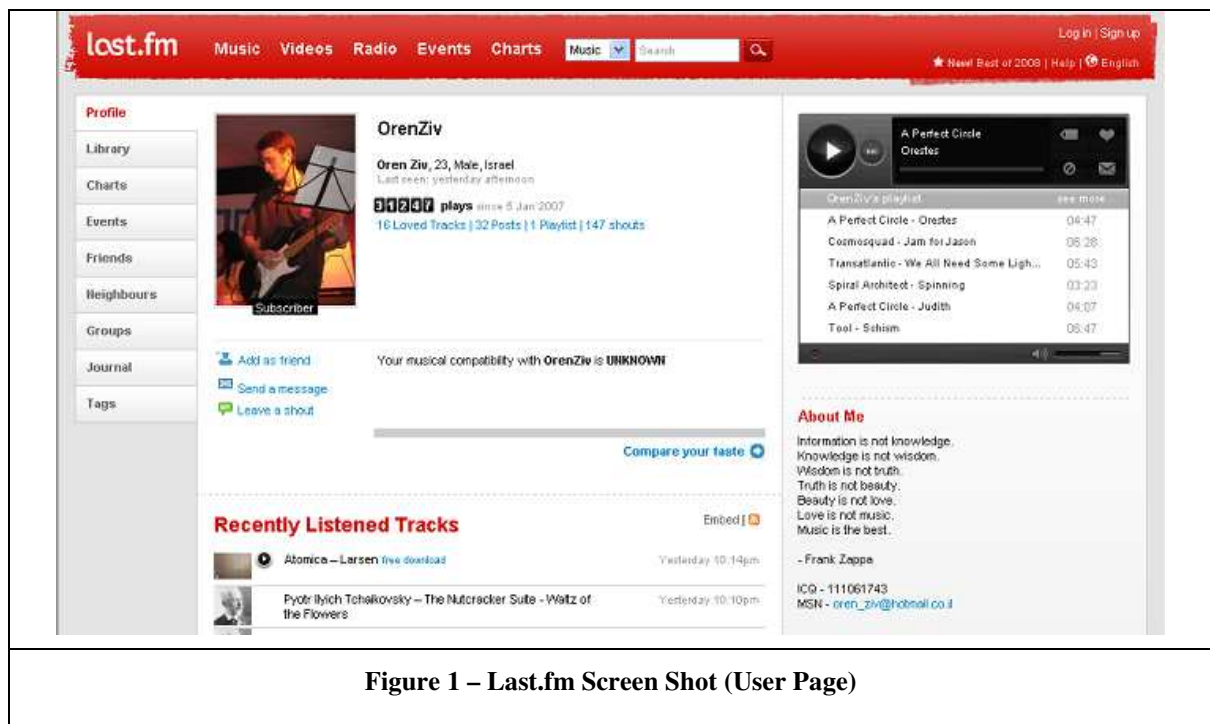 last.fm
Music Videos Radio Events Charts Music Search
Log in | Sign up
New! Best of 2008 | Help | English
Profile
Library
Charts
Events
Friends
Neighbours
Groups
Journal
Tags
Subscriber
OrenZiv
Oren Ziv, 23, Male, Israel
Last seen: yesterday afternoon
31247 plays since 5 Jan 2007
16 Loved Tracks | 32 Posts | 1 Playlist | 147 shouts
Add as friend
Send a message
Leave a shout
Your musical compatibility with OrenZiv is UNKNOWN
Compare your taste
Recently Listened Tracks
Embed |
Atomica – Larsen free download Yesterday 10:14pm
Pyotr Ilyich Tchaikovsky – The Nutcracker Suite - Waltz of Yesterday 10:10pm
the Flowers
A Perfect Circle
Orestes
OrenZiv's playlist see more
A Perfect Circle - Orestes 04:47
Cosmosquad - Jam for Jason 06:28
Transatlantic - We All Need Some Ligh... 05:43
Spiral Architect - Spinning 03:23
A Perfect Circle - Judith 04:07
Tool - Schism 06:47
About Me
Information is not knowledge.
Knowledge is not wisdom.
Wisdom is not truth.
Truth is not beauty.
Beauty is not love.
Love is not music.
Music is the best.
- Frank Zappa
ICQ - 111061743
MSN - oren_ziv@hotmail.co.il
Figure 1 – Last.fm Screen Shot (User Page)